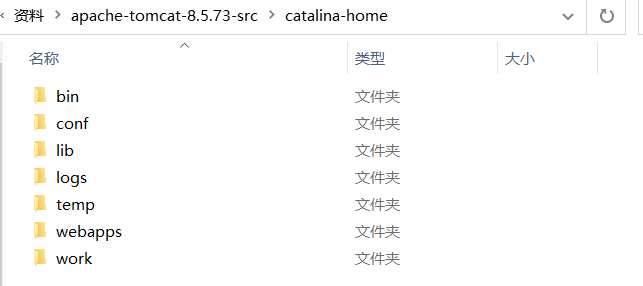 资料 › apache-tomcat-8.5.73-src › catalina-home
名称 类型 大小
bin 文件夹
conf 文件夹
lib 文件夹
logs 文件夹
temp 文件夹
webapps 文件夹
work 文件夹